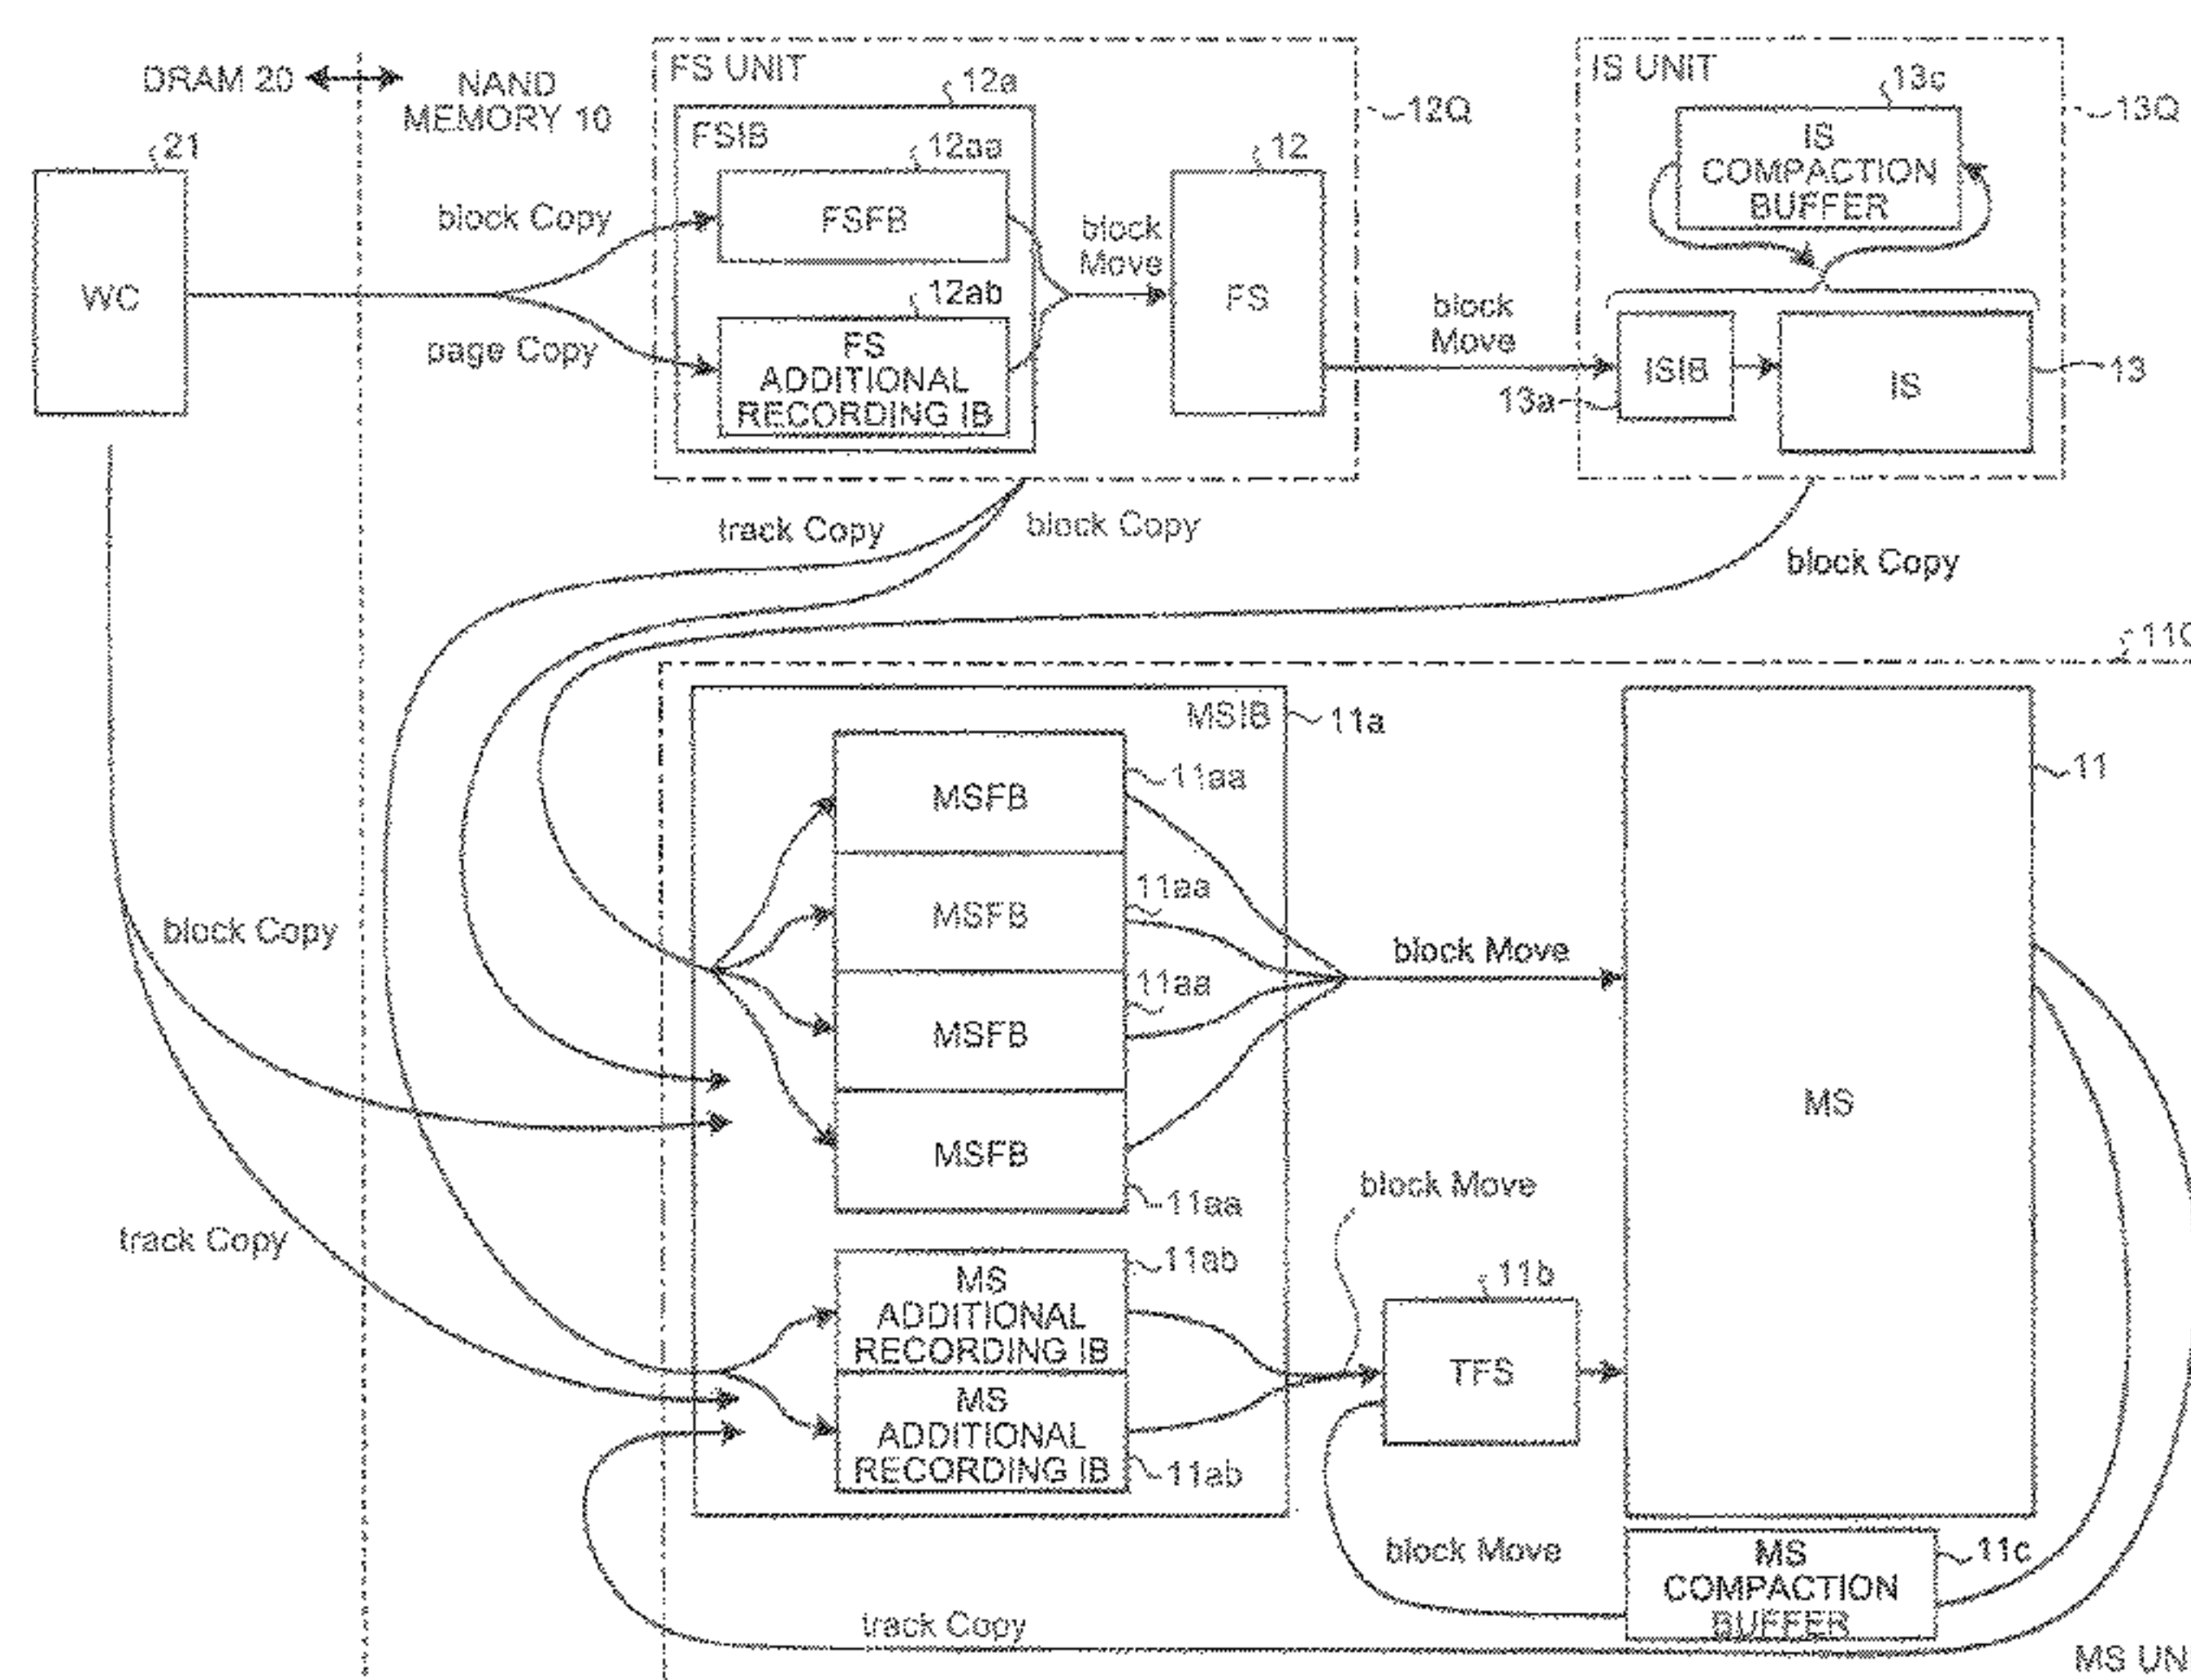 DRAM 20
NAND
MEMORY 10
21
WC
block Copy
page Copy
FS UNIT
12a
12Q
FSIB
12aa
FSFB
12ab
FS
ADDITIONAL
RECORDING IB
block
Move
12
FS
block
Move
IS UNIT
13c
13Q
IS
COMPACTION
BUFFER
ISIB
13a
IS
13
track Copy
block Copy
block Copy
11Q
MSIB
11a
11
MSFB
11aa
MSFB
11aa
MSFB
11aa
MSFB
11aa
block Copy
block Move
MS
track Copy
block Move
11ab
MS
ADDITIONAL
RECORDING IB
MS
ADDITIONAL
RECORDING IB
11ab
11b
TFS
block Move
MS
COMPACTION
BUFFER
11c
track Copy
MS UN